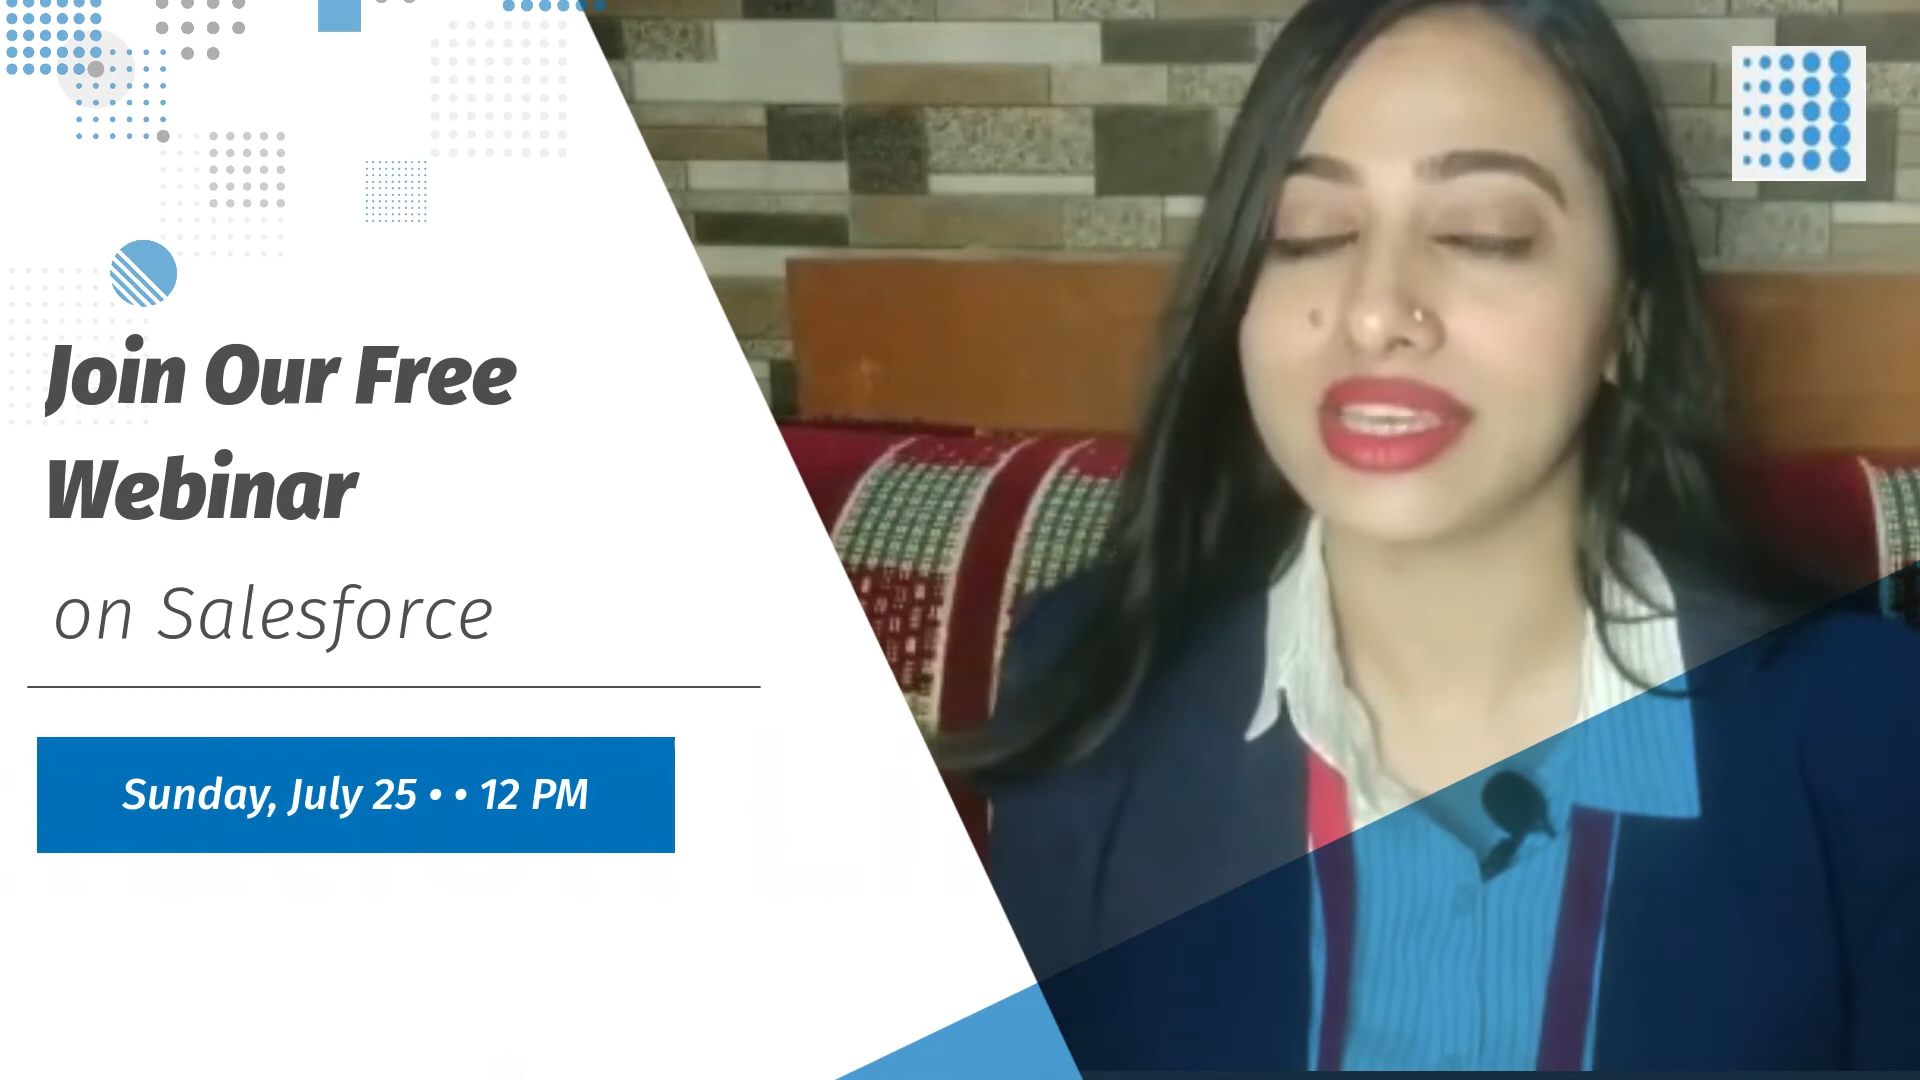 Join Our Free
Webinar
on Salesforce
Sunday, July 25 • • 12 PM